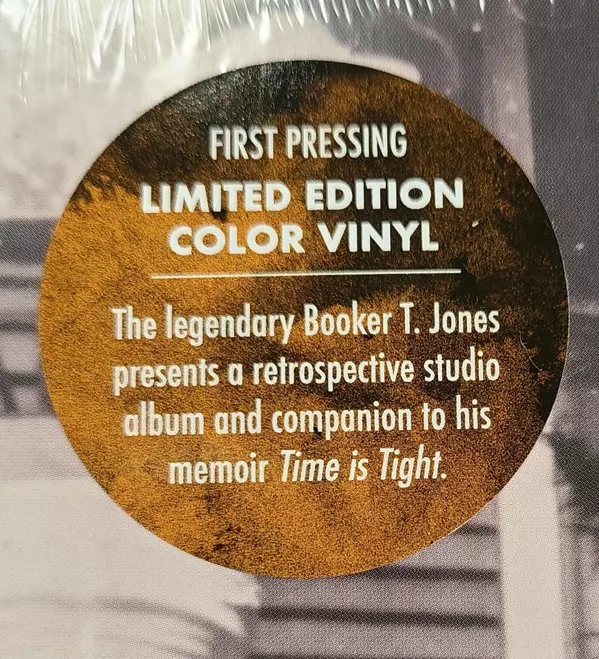 FIRST PRESSING
LIMITED EDITION
COLOR VINYL
The legendary Booker T. Jones
presents a retrospective studio
album and companion to his
memoir Time is Tight.